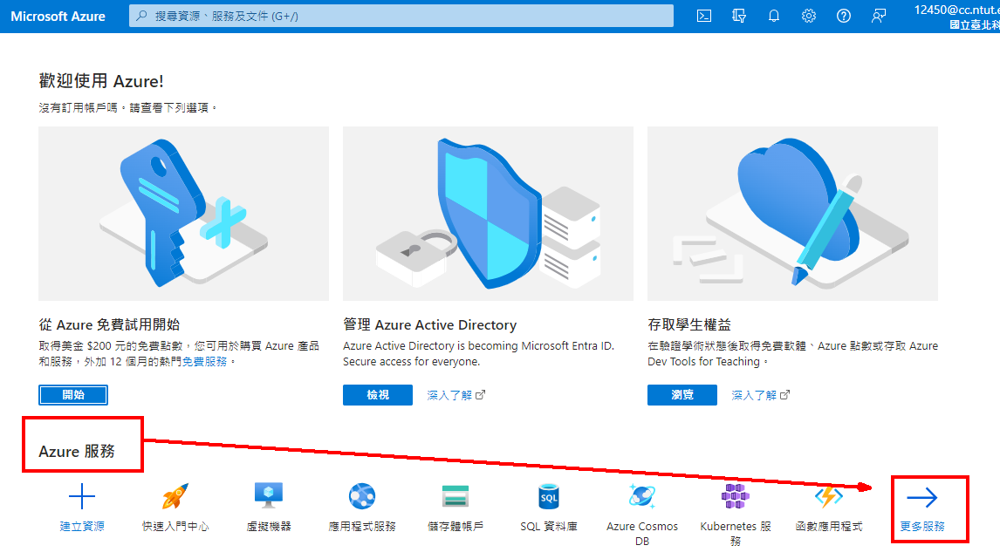 Microsoft Azure
搜尋資源、服務及文件 (G+/)
12450@cc.ntut.e
國立臺北科
歡迎使用 Azure!
沒有訂用帳戶嗎。請查看下列選項。
從 Azure 免費試用開始
取得美金 $200 元的免費點數，您可用於購買 Azure 產品
和服務，外加 12 個月的熱門免費服務。
開始
管理 Azure Active Directory
Azure Active Directory is becoming Microsoft Entra ID.
Secure access for everyone.
檢視
深入了解
存取學生權益
在驗證學術狀態後取得免費軟體、Azure 點數或存取 Azure
Dev Tools for Teaching。
瀏覽
深入了解
Azure 服務
建立資源
快速入門中心
虛擬機器
應用程式服務
儲存體帳戶
SQL
SQL 資料庫
Azure Cosmos
DB
Kubernetes 服
務
函數應用程式
更多服務